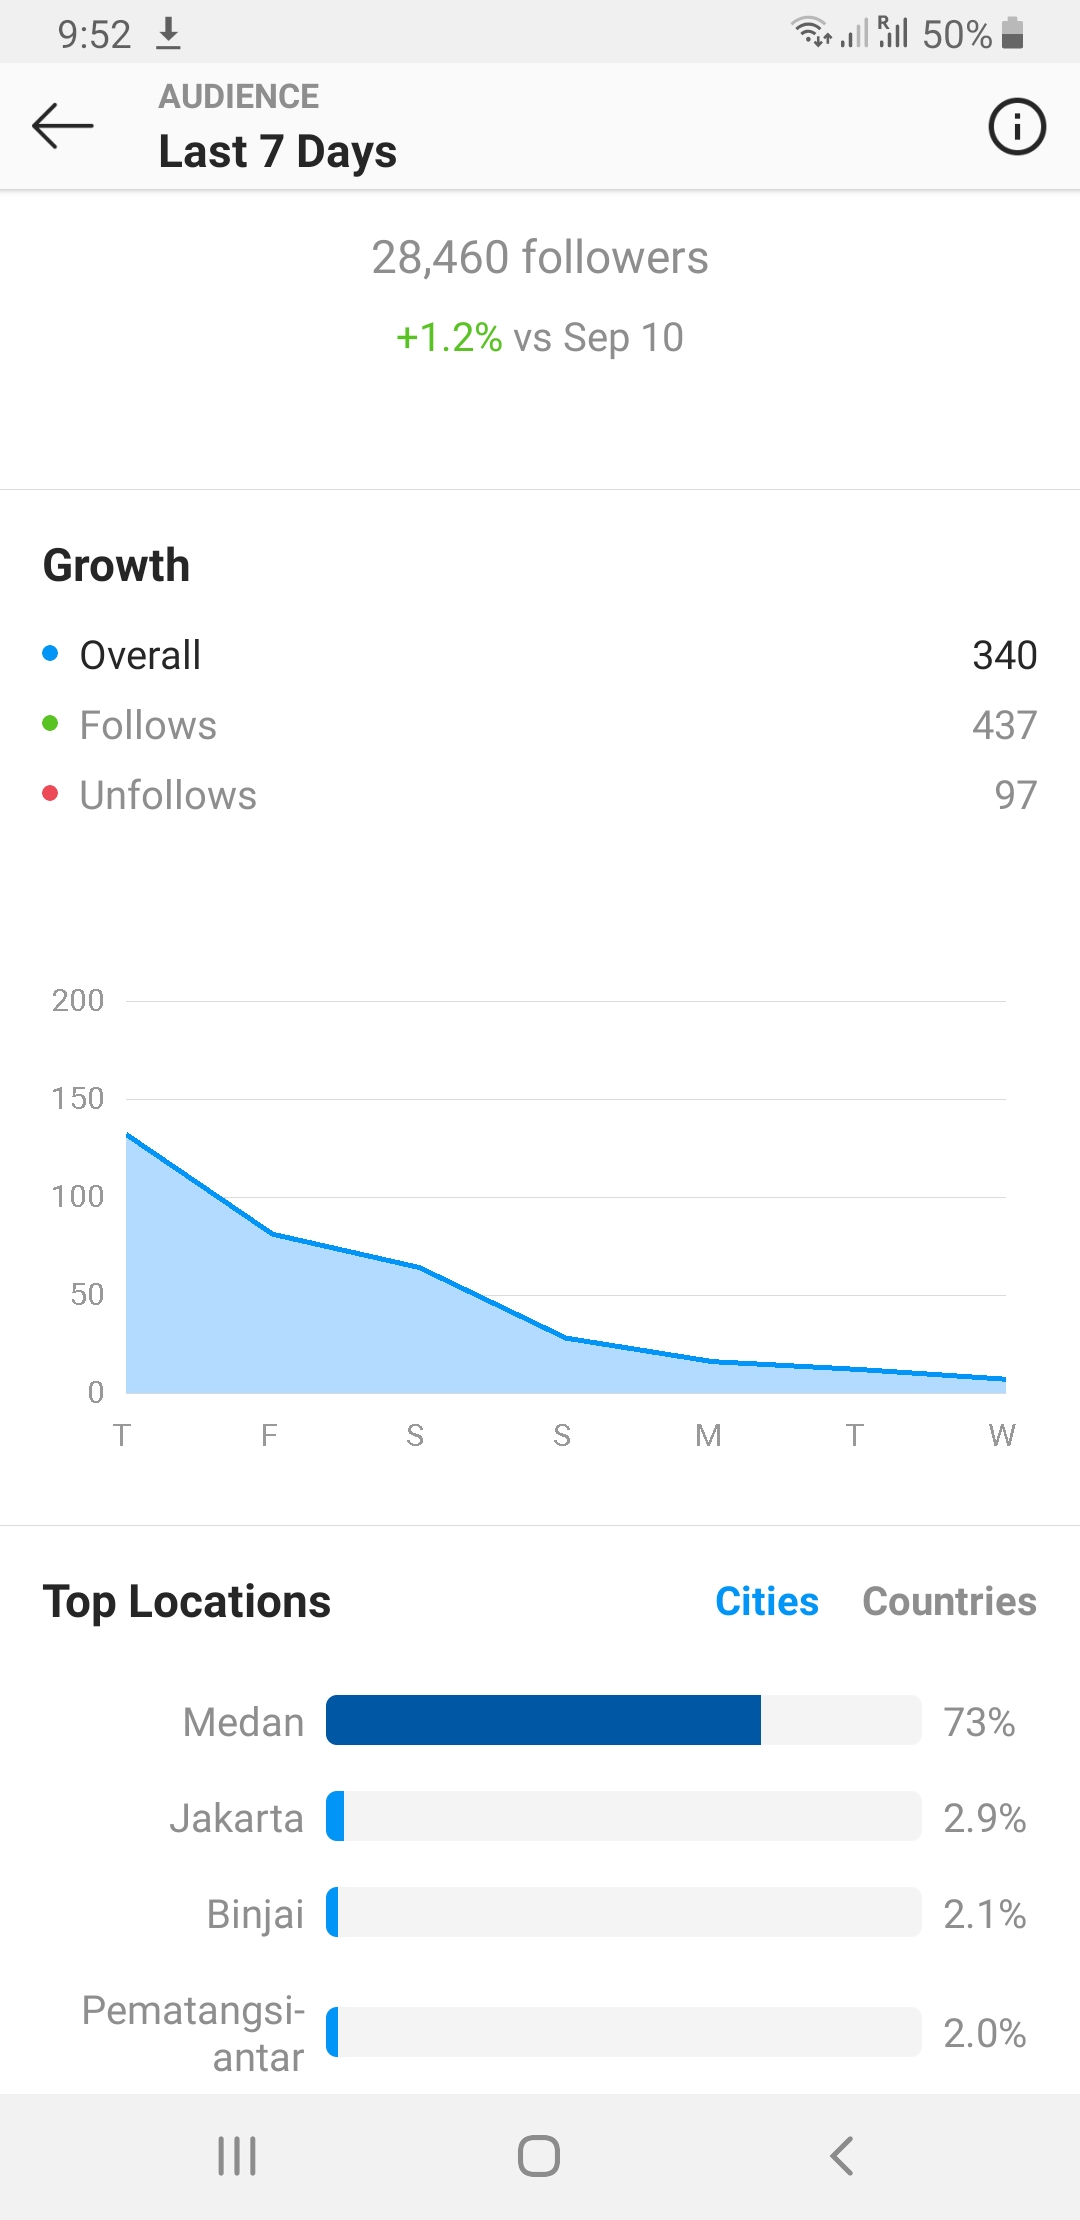 9:52
R 50%
AUDIENCE
Last 7 Days
28,460 followers
+1.2% vs Sep 10
Growth
Overall 340
Follows 437
Unfollows 97
200
150
100
50
0
T F S S M T W
Top Locations Cities Countries
Medan 73%
Jakarta 2.9%
Binjai 2.1%
Pematangsi-
antar 2.0%